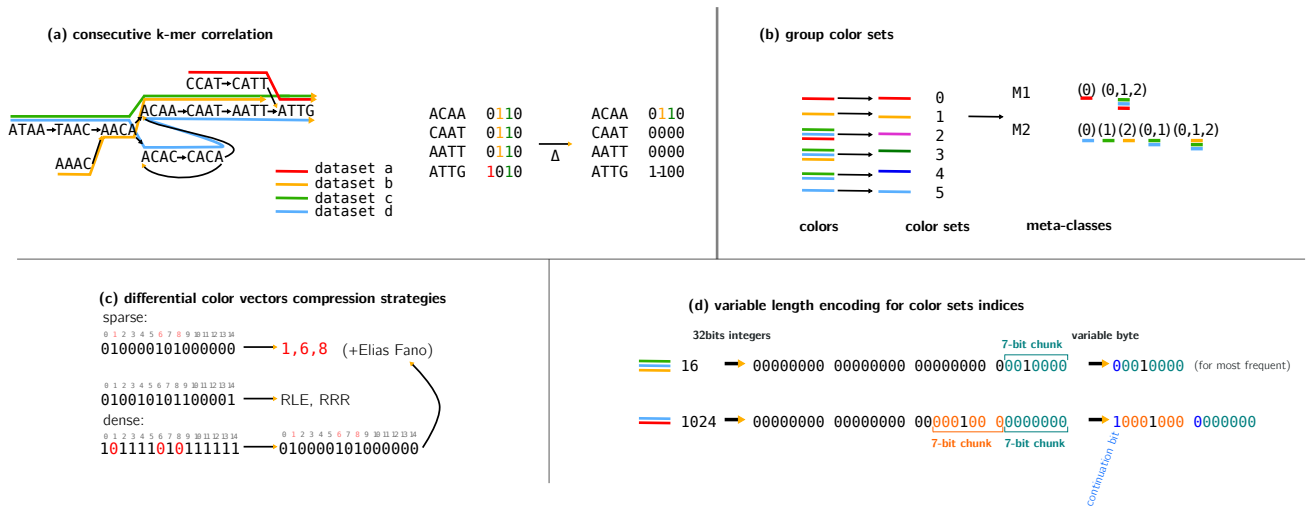 (a) consecutive k-mer correlation
CCAT→CATT
ACAA→CAAT→AATT→ATTG
ATAA→TAAC→AACA
AAAC
ACAC→CACA
dataset a
dataset b
dataset c
dataset d
ACAA 0110
CAAT 0110
AATT 0110
ATTG 1010
Δ
ACAA 0110
CAAT 0000
AATT 0000
ATTG 1-100
(b) group color sets
0
1
2
3
4
5
colors
color sets
meta-classes
M1 (0) (0,1,2)
M2 (0)(1)(2)(0,1)(0,1,2)
(c) differential color vectors compression strategies
sparse:
0 1 2 3 4 5 6 7 8 9 10 11 12 13 14
010000101000000 1,6,8 (+Elias Fano)
0 1 2 3 4 5 6 7 8 9 10 11 12 13 14
010010101100001 RLE, RRR
dense:
0 1 2 3 4 5 6 7 8 9 10 11 12 13 14
101111010111111
0 1 2 3 4 5 6 7 8 9 10 11 12 13 14
010000101000000
(d) variable length encoding for color sets indices
32bits integers
variable byte
7-bit chunk
16 00000000 00000000 00000000 00010000 00010000 (for most frequent)
1024 00000000 00000000 00000100 00000000 10001000 0000000
7-bit chunk 7-bit chunk
continuation bit